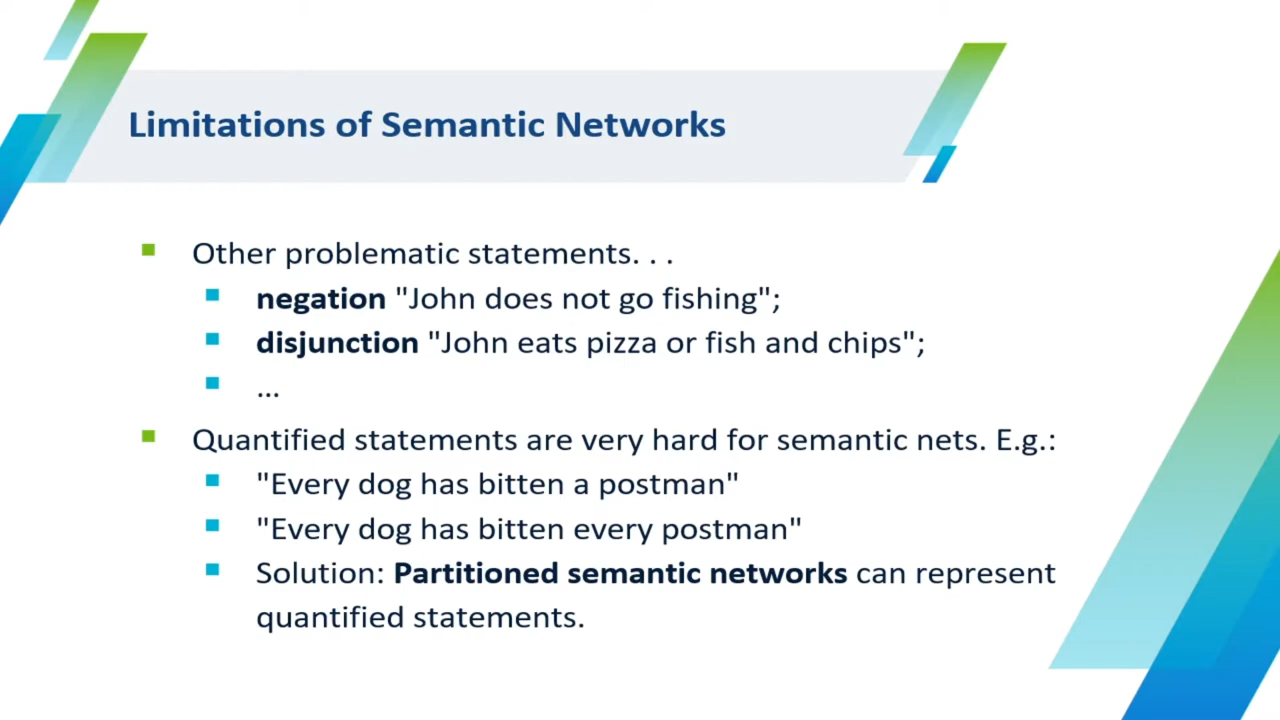 Limitations of Semantic Networks
Other problematic statements. . .
negation "John does not go fishing";
disjunction "John eats pizza or fish and chips";
...
Quantified statements are very hard for semantic nets. E.g.:
"Every dog has bitten a postman"
"Every dog has bitten every postman"
Solution: Partitioned semantic networks can represent
quantified statements.